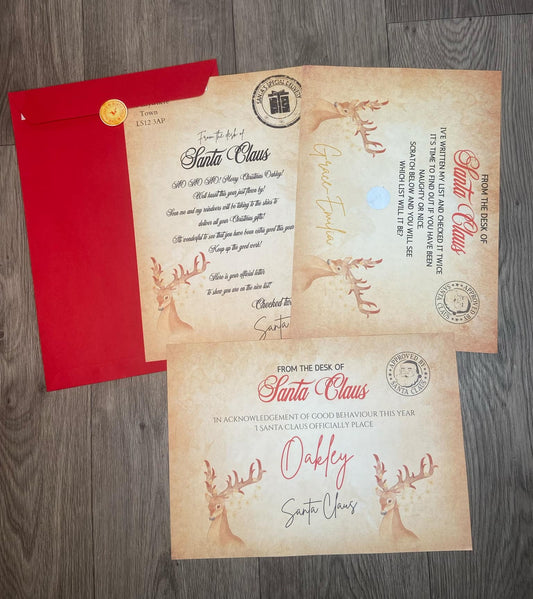 Town
LS12 3AP
SANTA'S SPECIAL DELIVERY
From the desk of
Santa Claus
HO HO HO! Merry Christmas Oakley!
Well hasn't this year just flown by!
Soon me and my reindeers will be taking to the skies to
deliver all your Christmas gifts!
It's wonderful to see that you have been extra good this year
Keep up the good work!
Here is your official letter
to show you are on the nice list
Checked tw
Santa
FROM THE DESK OF
Santa Claus
IV'E WRITTEN MY LIST AND CHECKED IT TWICE
IT'S TIME TO FIND OUT IF YOU HAVE BEEN
NAUGHTY OR NICE.
SCRATCH BELOW AND YOU WILL SEE
WHICH LIST WILL IT BE?
Grace-Emilia
APPROVED BY
SANTA CLAUS
FROM THE DESK OF
Santa Claus
APPROVED BY
SANTA CLAUS
'IN ACKNOWLEDGEMENT OF GOOD BEHAVIOUR THIS YEAR
'I SANTA CLAUS OFFICIALLY PLACE
Oakley
Santa Claus